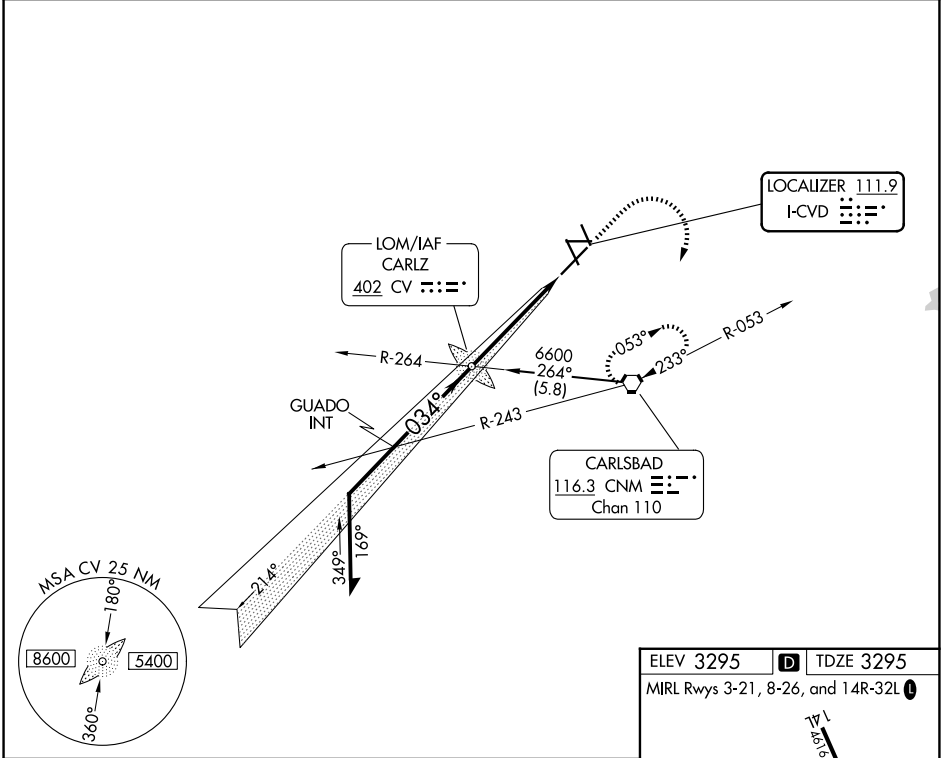 LOCALIZER 111.9
I-CVD
LOM/IAF
CARLZ
402 CV
R-264
6600
264°
(5.8)
053°
233°
R-053
GUADO
INT
034°
R-243
CARLSBAD
116.3 CNM
Chan 110
349°
169°
214°
MSA CV 25 NM
180°
8600
5400
360°
ELEV 3295
D
TDZE 3295
MIRL Rwys 3-21, 8-26, and 14R-32L L
14L
4616